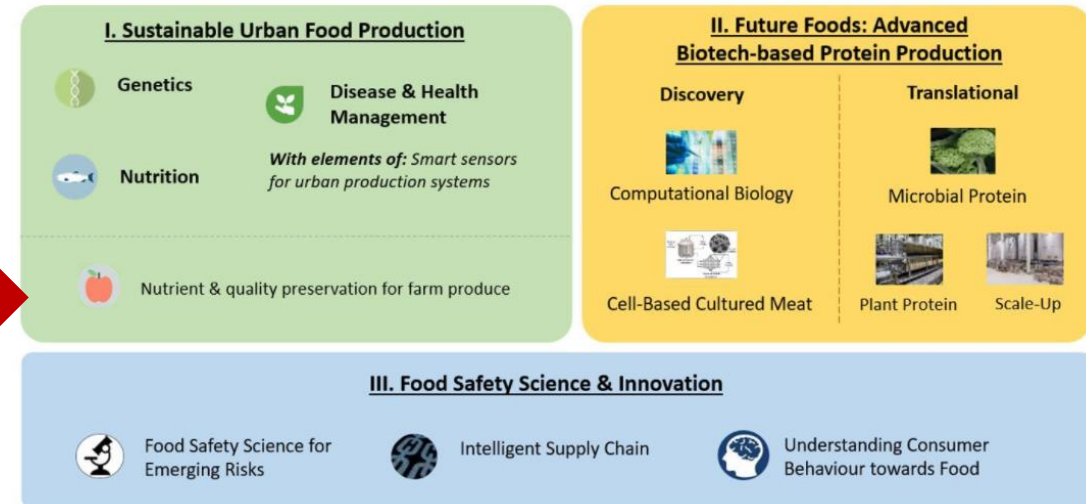 I. Sustainable Urban Food Production
Genetics
Disease & Health
Management
Nutrition
With elements of: Smart sensors
for urban production systems
Nutrient & quality preservation for farm produce
II. Future Foods: Advanced
Biotech-based Protein Production
Discovery
Computational Biology
Cell-Based Cultured Meat
Translational
Microbial Protein
Plant Protein
Scale-Up
III. Food Safety Science & Innovation
Food Safety Science for
Emerging Risks
Intelligent Supply Chain
Understanding Consumer
Behaviour towards Food